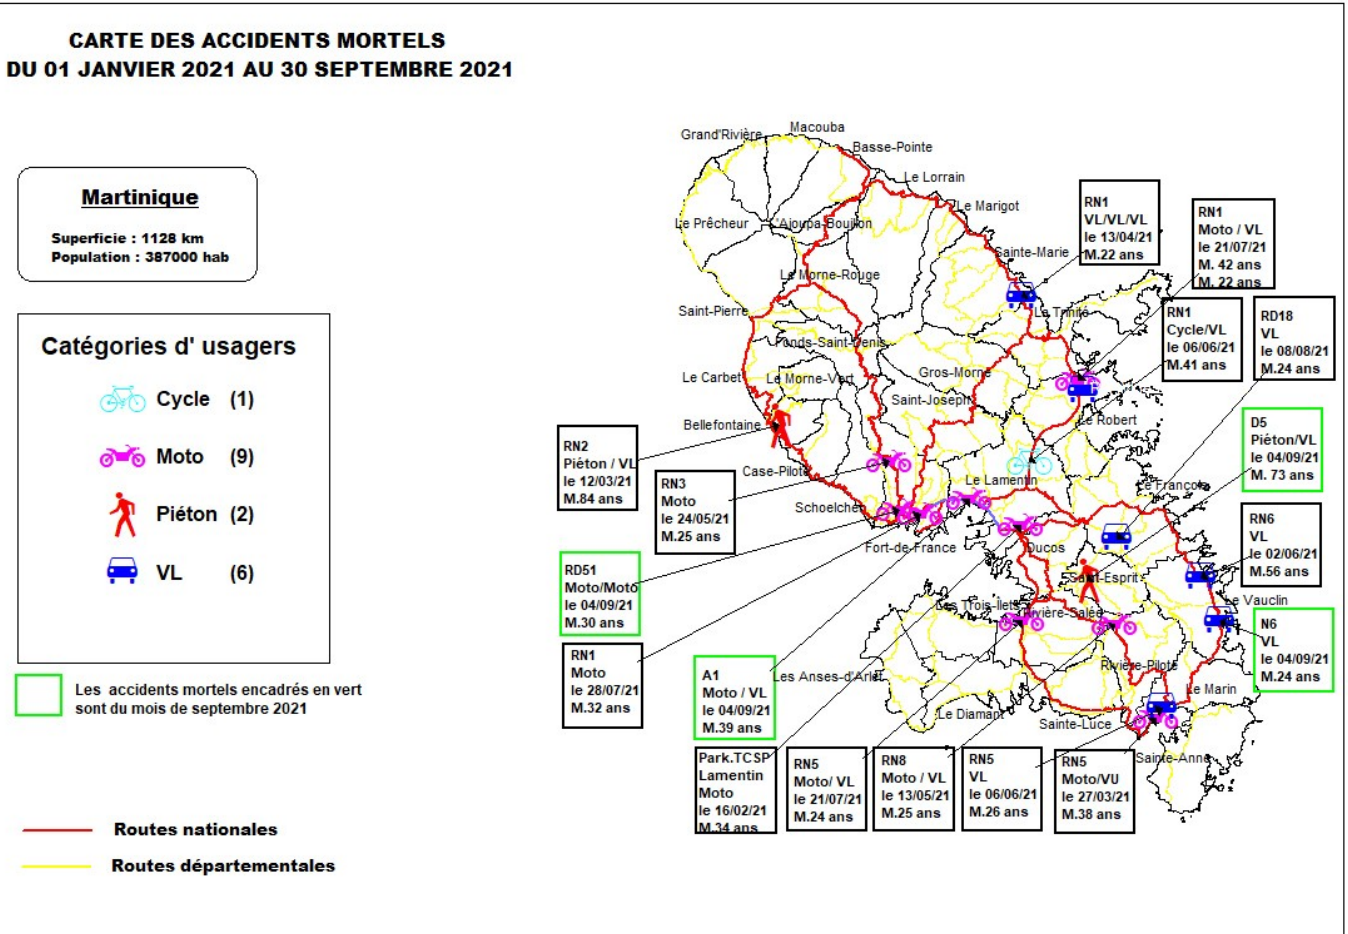 CARTE DES ACCIDENTS MORTELS
DU 01 JANVIER 2021 AU 30 SEPTEMBRE 2021
Martinique
Superficie : 1128 km
Population : 387000 hab
Catégories d' usagers
Cycle (1)
Moto (9)
Piéton (2)
VL (6)
Les accidents mortels encadrés en vert
sont du mois de septembre 2021
Routes nationales
Routes départementales
Grand'Rivière
Macouba
Basse-Pointe
Le Lorrain
Le Marigot
Le Prêcheur
L'Ajoupa-Bouillon
Sainte-Marie
Le Morne-Rouge
Saint-Pierre
La Trinité
Fonds-Saint-Denis
Le Carbet
Le Morne-Vert
Gros-Morne
Saint-Joseph
Bellefontaine
Le Robert
Case-Pilote
Le Lamentin
Le François
Schoelcher
Fort-de-France
Ducos
Saint-Esprit
Les Trois-Îlets
Rivière-Salée
Le Vauclin
Les Anses-d'Arlet
Rivière-Pilote
Le Marin
Le Diamant
Sainte-Luce
Sainte-Anne
RN1
VL/VL/VL
le 13/04/21
M.22 ans
RN1
Moto / VL
le 21/07/21
M. 42 ans
M. 22 ans
RN1
Cycle/VL
le 06/06/21
M.41 ans
RD18
VL
le 08/08/21
M.24 ans
D5
Piéton/VL
le 04/09/21
M. 73 ans
RN6
VL
le 02/06/21
M.56 ans
N6
VL
le 04/09/21
M.24 ans
RN2
Piéton / VL
le 12/03/21
M.84 ans
RN3
Moto
le 24/05/21
M.25 ans
RD51
Moto/Moto
le 04/09/21
M.30 ans
RN1
Moto
le 28/07/21
M.32 ans
A1
Moto / VL
le 04/09/21
M.39 ans
Park.TCSP
Lamentin
Moto
le 16/02/21
M.34 ans
RN5
Moto/ VL
le 21/07/21
M.24 ans
RN8
Moto / VL
le 13/05/21
M.25 ans
RN5
VL
le 06/06/21
M.26 ans
RN5
Moto/VU
le 27/03/21
M.38 ans